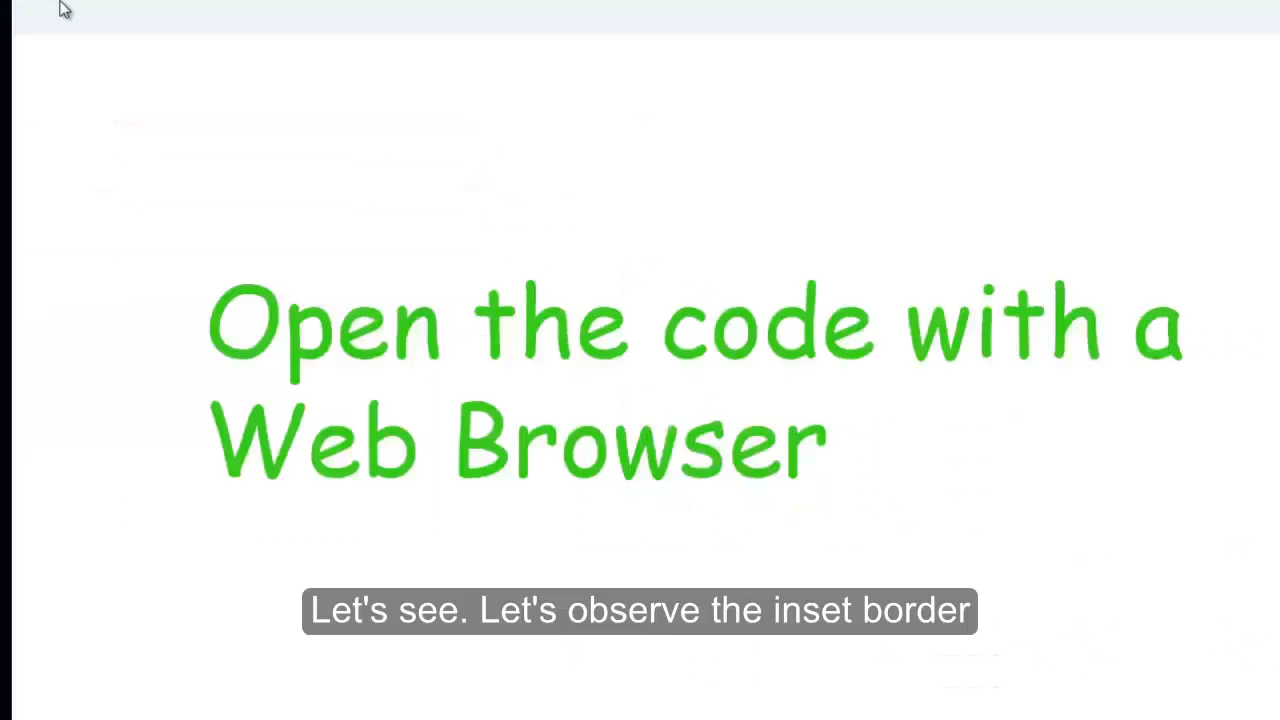 Open the code with a
Web Browser
Let's see. Let's observe the inset border